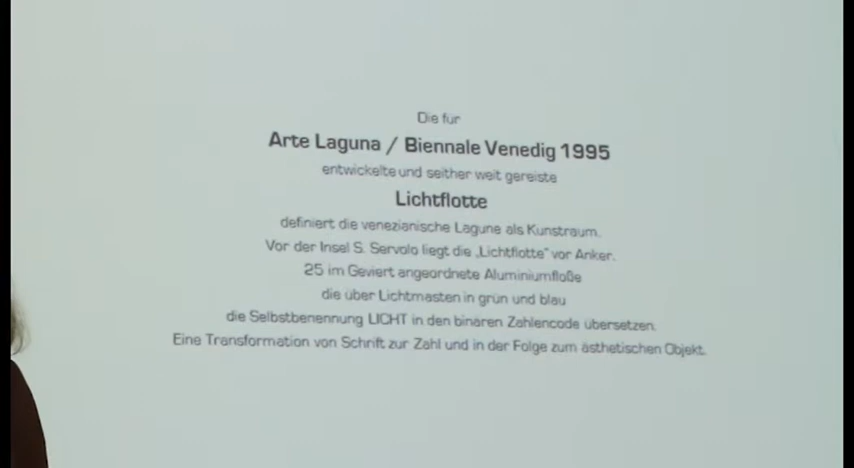 Die für
Arte Laguna / Biennale Venedig 1995
entwickelte und seither weit gereiste
Lichtflotte
definiert die venezianische Lagune als Kunstraum.
Vor der Insel S. Servolo liegt die „Lichtflotte" vor Anker.
25 im Geviert angeordnete Aluminiumfloße
die über Lichtmasten in grün und blau
die Selbstbenennung LICHT in den binaren Zahlencode übersetzen.
Eine Transformation von Schrift zur Zahl und in der Folge zum ästhetischen Objekt.